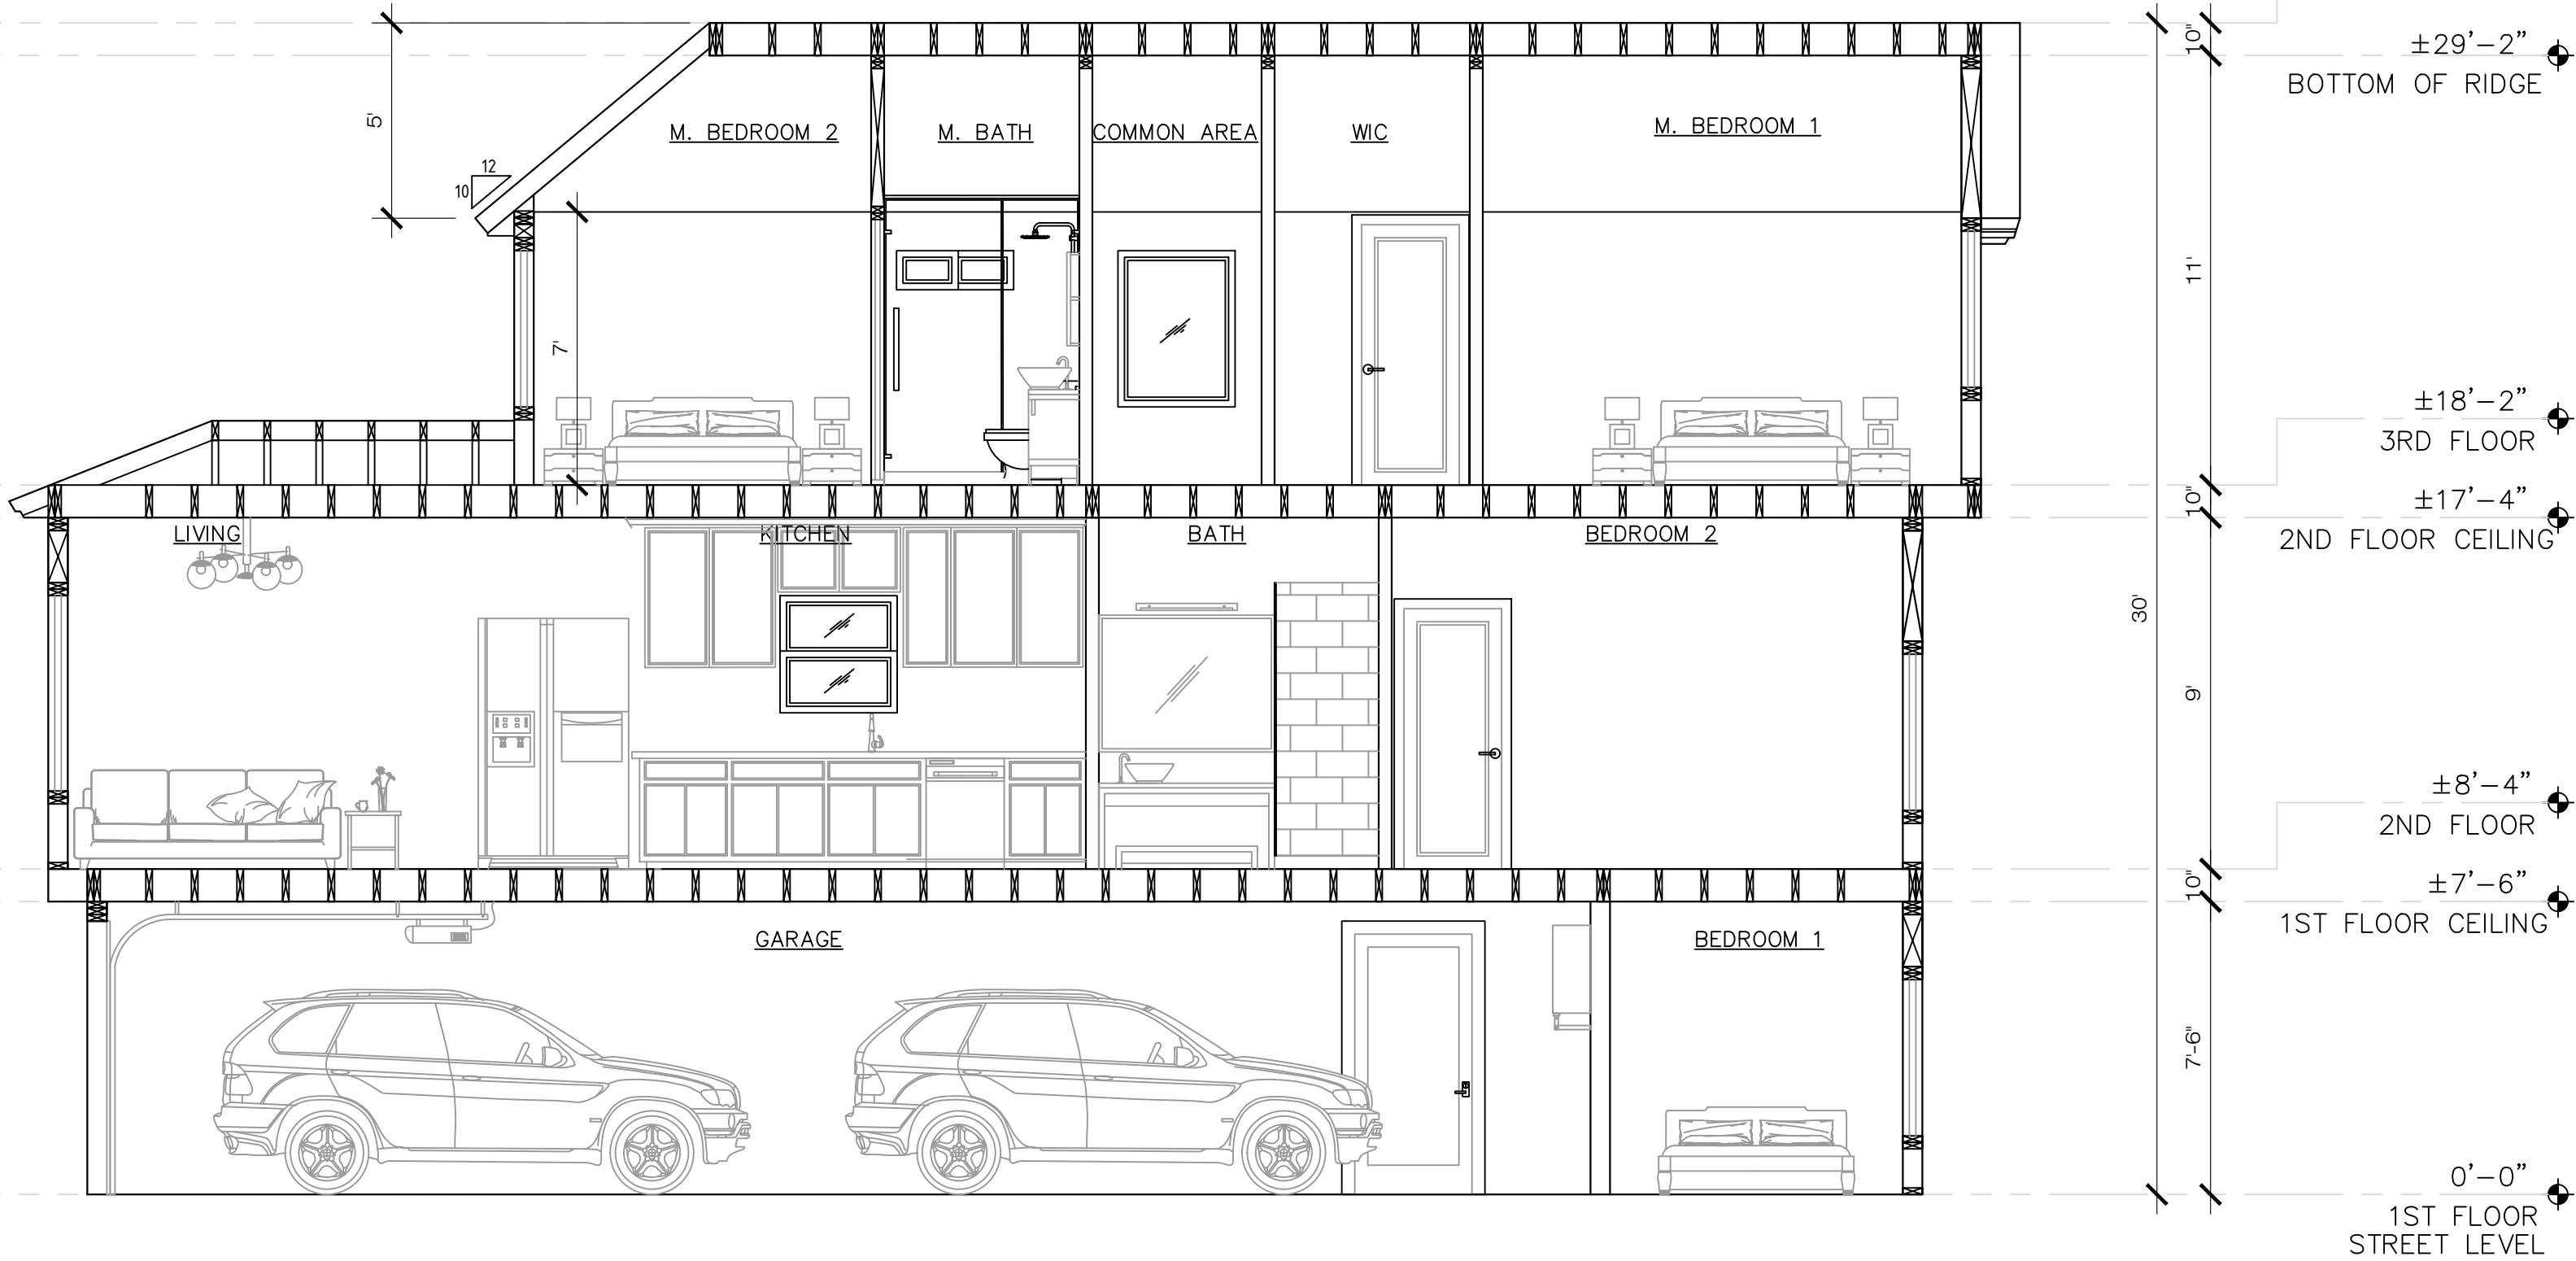 10"
±29'-2"
BOTTOM OF RIDGE
5'
M. BEDROOM 2
M. BATH
COMMON AREA
WIC
M. BEDROOM 1
12
10
11'
7'
±18'-2"
3RD FLOOR
10"
±17'-4"
2ND FLOOR CEILING
LIVING
KITCHEN
BATH
BEDROOM 2
30'
9'
±8'-4"
2ND FLOOR
10"
±7'-6"
1ST FLOOR CEILING
GARAGE
BEDROOM 1
7'-6"
0'-0"
1ST FLOOR
STREET LEVEL